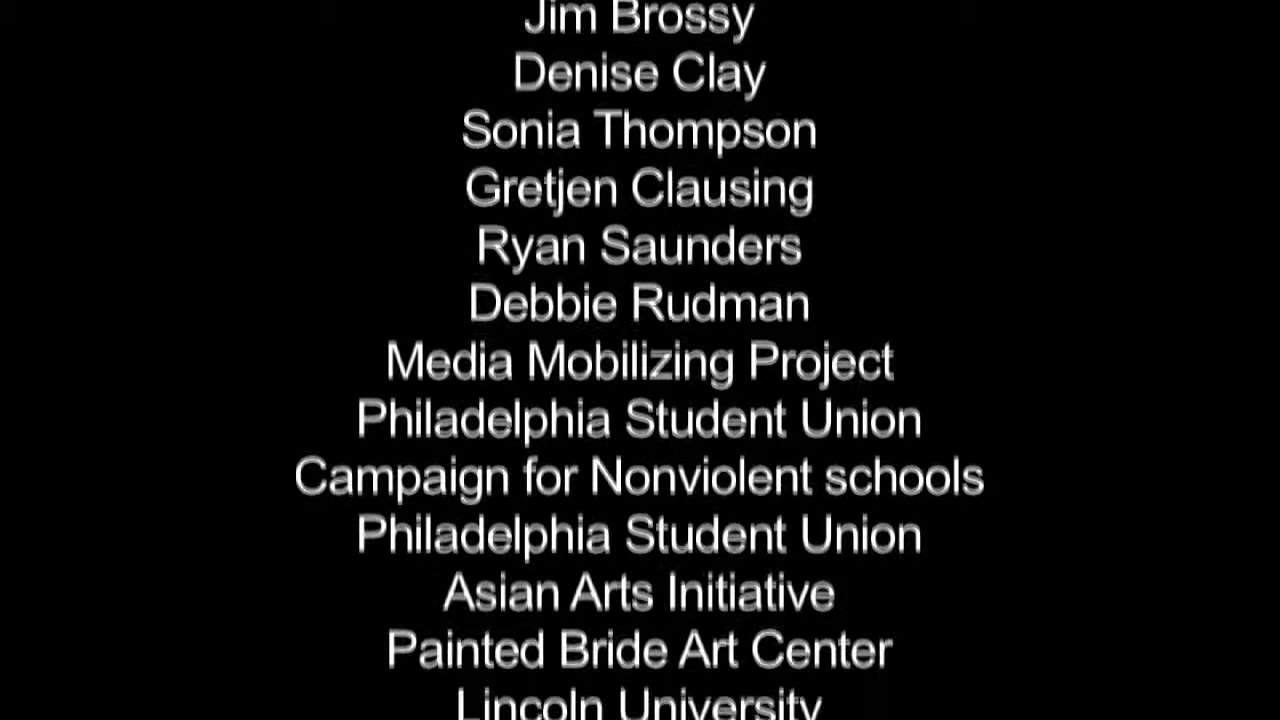 Jim Brossy
Denise Clay
Sonia Thompson
Gretjen Clausing
Ryan Saunders
Debbie Rudman
Media Mobilizing Project
Philadelphia Student Union
Campaign for Nonviolent schools
Philadelphia Student Union
Asian Arts Initiative
Painted Bride Art Center
Lincoln University